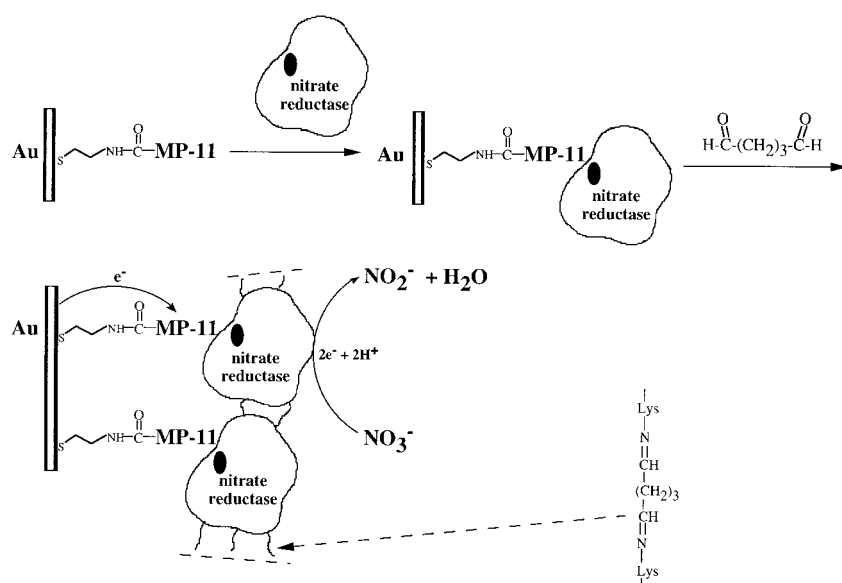 nitrate
reductase
Au
S
NH
O
C
MP-11
Au
S
NH
O
C
MP-11
nitrate
reductase
O O
H-C-(CH2)3-C-H
e-
Au
S
NH
O
C
MP-11
nitrate
reductase
NO2- + H2O
2e- + 2H+
NO3-
S
NH
O
C
MP-11
nitrate
reductase
Lys
N
CH
(CH2)3
CH
N
Lys